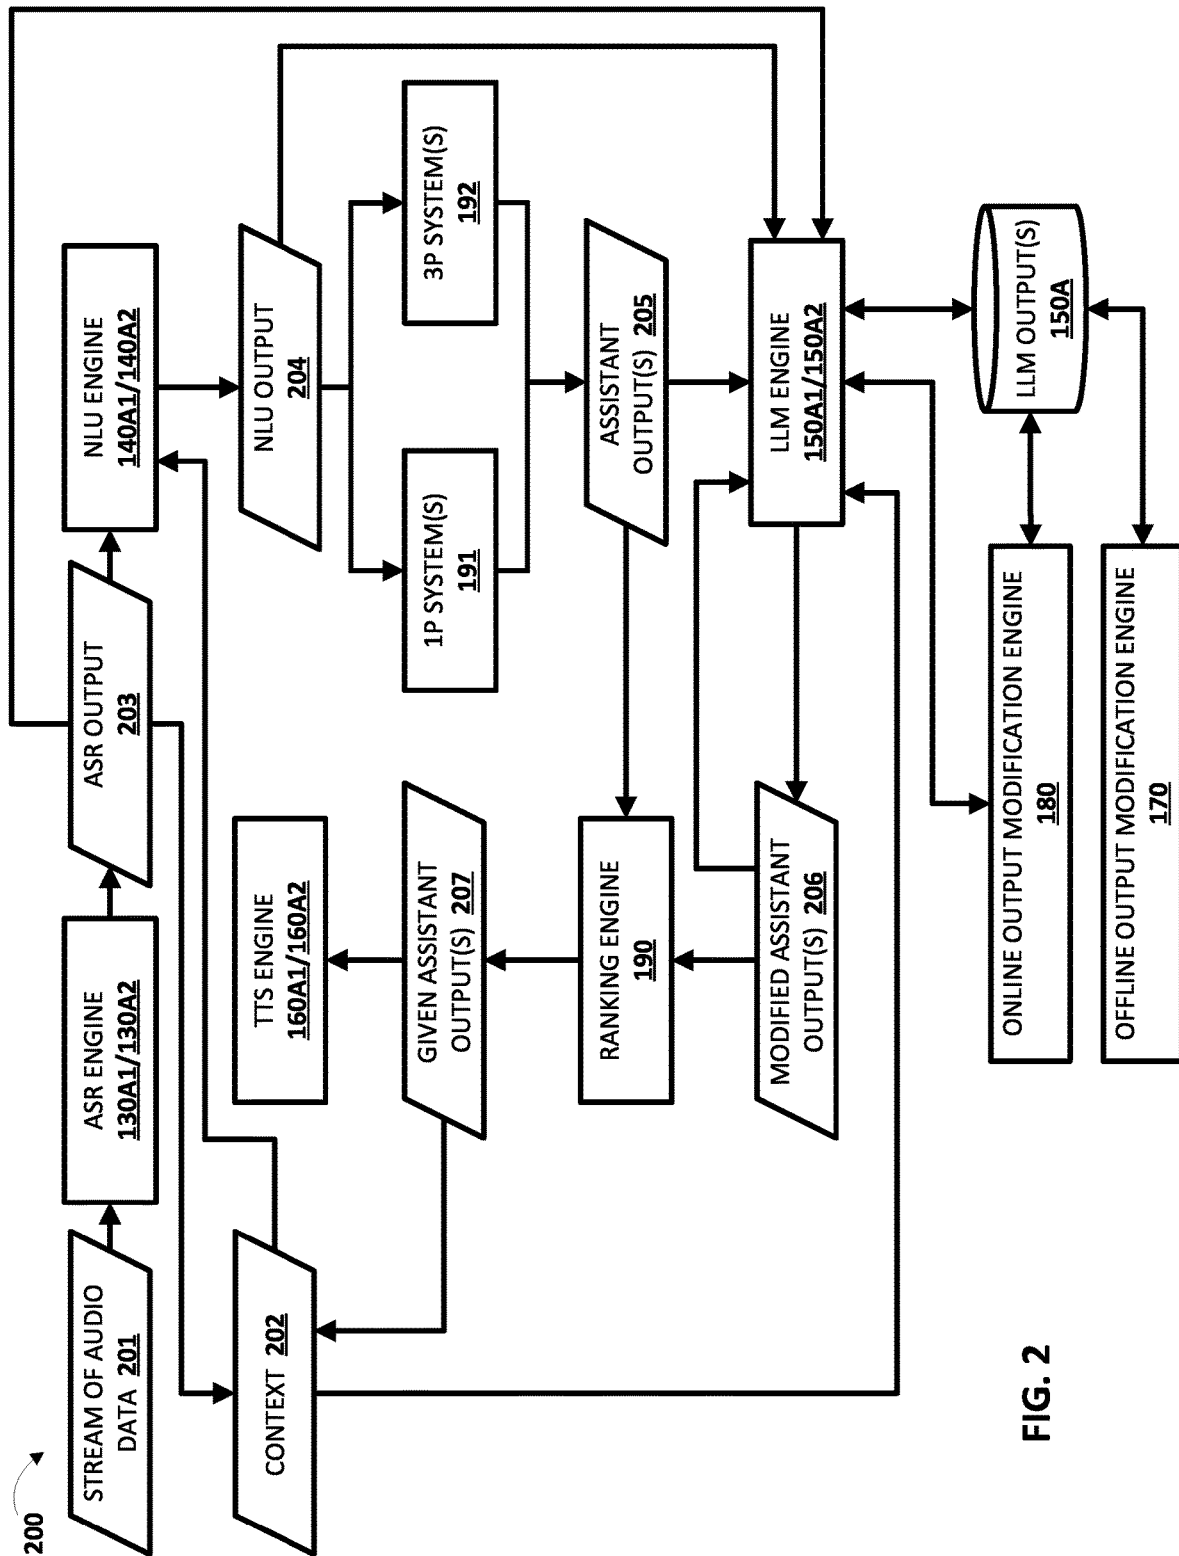 200
STREAM OF AUDIO
DATA 201
ASR ENGINE
130A1/130A2
ASR OUTPUT
203
NLU ENGINE
140A1/140A2
CONTEXT 202
TTS ENGINE
160A1/160A2
NLU OUTPUT
204
GIVEN ASSISTANT
OUTPUT(S) 207
1P SYSTEM(S)
191
3P SYSTEM(S)
192
RANKING ENGINE
190
ASSISTANT
OUTPUT(S) 205
MODIFIED ASSISTANT
OUTPUT(S) 206
LLM ENGINE
150A1/150A2
ONLINE OUTPUT MODIFICATION ENGINE
180
LLM OUTPUT(S)
150A
OFFLINE OUTPUT MODIFICATION ENGINE
170
FIG. 2